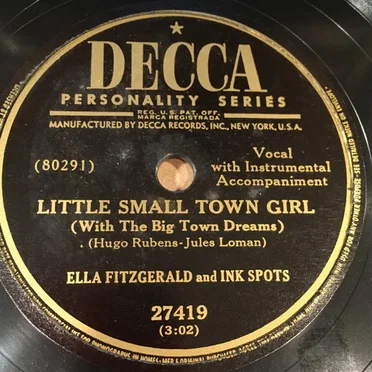 DECCA
PERSONALITY SERIES
REG. U.S. PAT. OFF.
MARCA REGISTRADA
MANUFACTURED BY DECCA RECORDS, INC., NEW YORK, U.S.A.
(80291)
Vocal
with Instrumental
Accompaniment
LITTLE SMALL TOWN GIRL
(With The Big Town Dreams)
(Hugo Rubens-Jules Loman)
ELLA FITZGERALD and INK SPOTS
27419
(3:02)